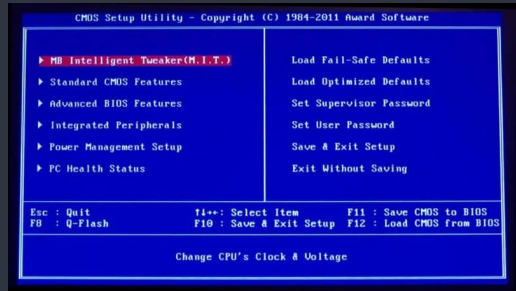 CMOS Setup Utility - Copyright (C) 1984-2011 Award Software
▶ MB Intelligent Tweaker(M.I.T.)
▶ Standard CMOS Features
▶ Advanced BIOS Features
▶ Integrated Peripherals
▶ Power Management Setup
▶ PC Health Status
Load Fail-Safe Defaults
Load Optimized Defaults
Set Supervisor Password
Set User Password
Save & Exit Setup
Exit Without Saving
Esc : Quit ↑↓→←: Select Item F11 : Save CMOS to BIOS
F8 : Q-Flash F10 : Save & Exit Setup F12 : Load CMOS from BIOS
Change CPU's Clock & Voltage